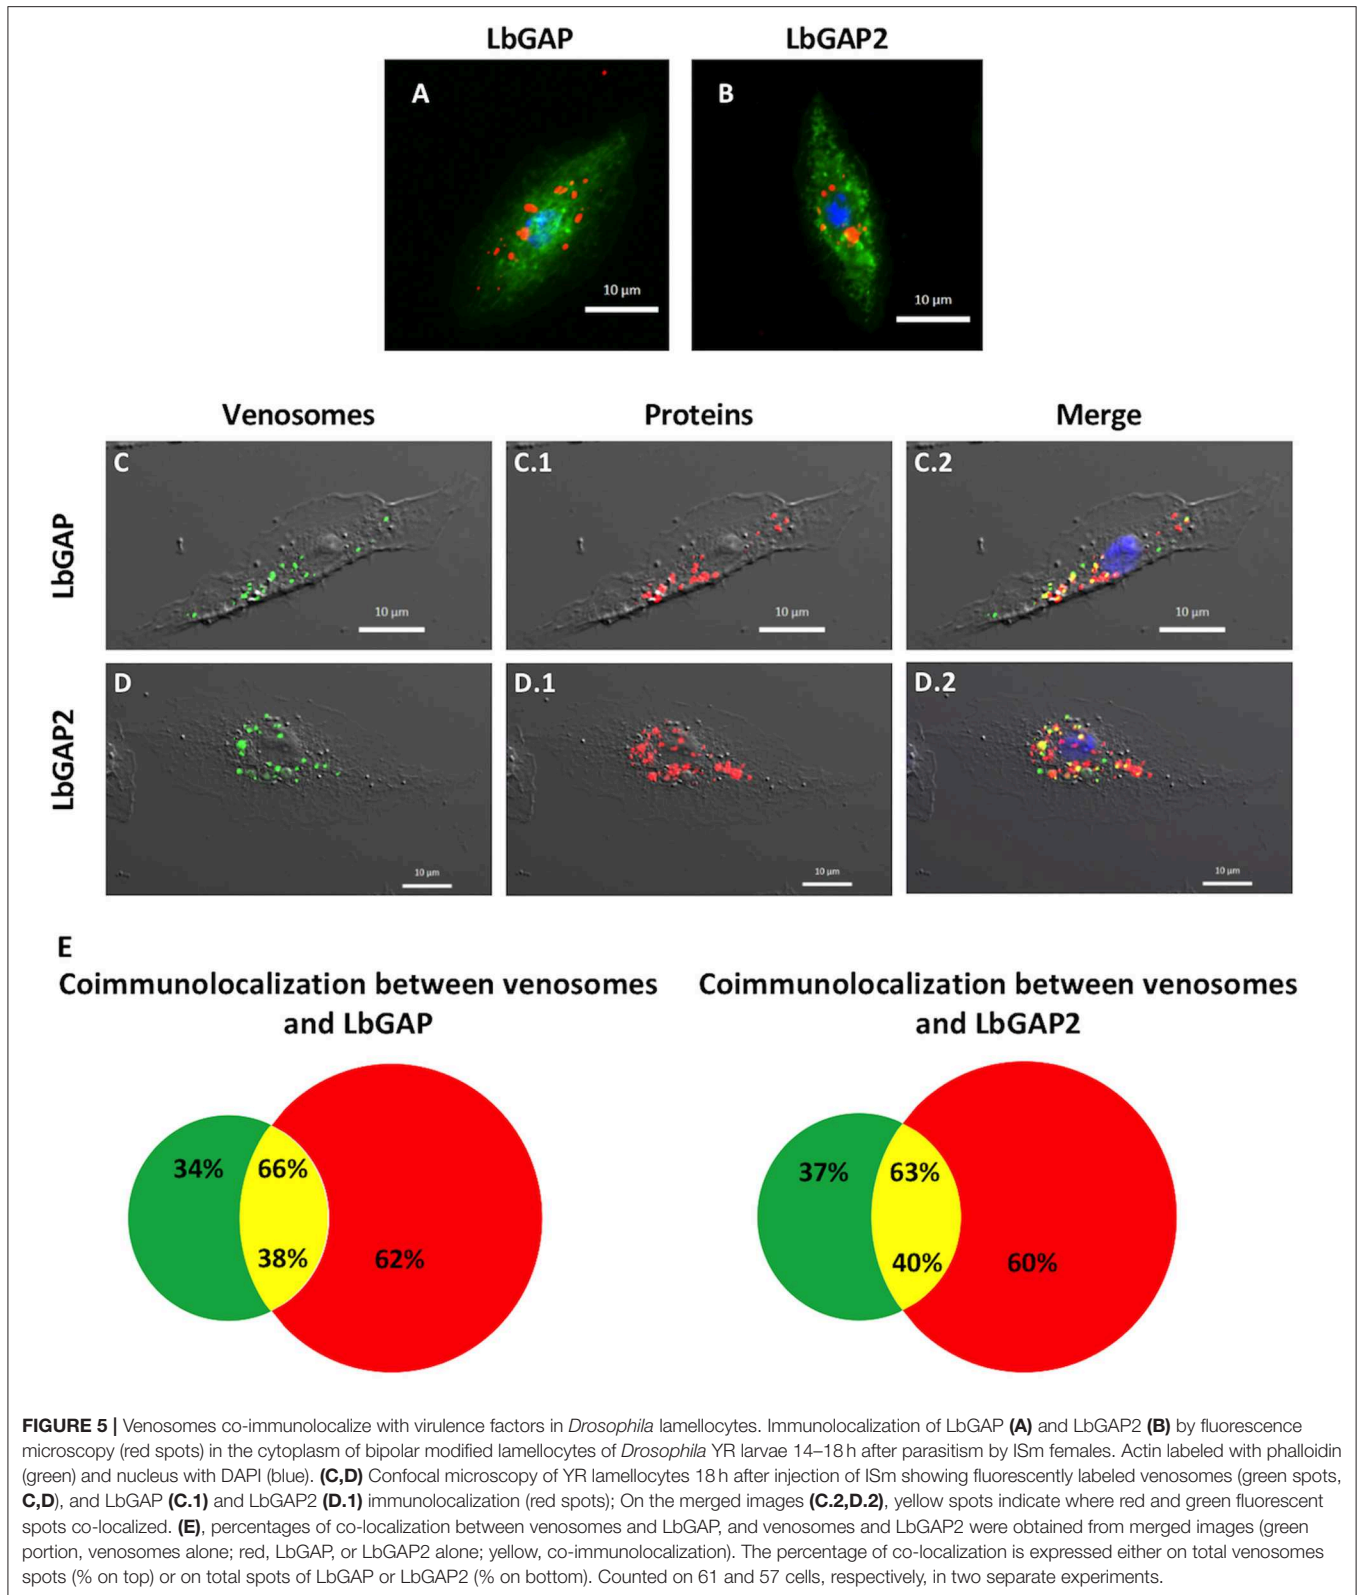 LbGAP
LbGAP2
A
B
10 µm
10 µm
Venosomes
Proteins
Merge
LbGAP
C
C.1
C.2
10 µm
10 µm
10 µm
LbGAP2
D
D.1
D.2
10 µm
10 µm
10 µm
E
Coimmunolocalization between venosomes
and LbGAP
Coimmunolocalization between venosomes
and LbGAP2
34%
66%
38%
62%
37%
63%
40%
60%
FIGURE 5 | Venosomes co-immunolocalize with virulence factors in Drosophila lamellocytes. Immunolocalization of LbGAP (A) and LbGAP2 (B) by fluorescence
microscopy (red spots) in the cytoplasm of bipolar modified lamellocytes of Drosophila YR larvae 14–18 h after parasitism by ISm females. Actin labeled with phalloidin
(green) and nucleus with DAPI (blue). (C,D) Confocal microscopy of YR lamellocytes 18 h after injection of ISm showing fluorescently labeled venosomes (green spots,
C,D), and LbGAP (C.1) and LbGAP2 (D.1) immunolocalization (red spots); On the merged images (C.2,D.2), yellow spots indicate where red and green fluorescent
spots co-localized. (E), percentages of co-localization between venosomes and LbGAP, and venosomes and LbGAP2 were obtained from merged images (green
portion, venosomes alone; red, LbGAP, or LbGAP2 alone; yellow, co-immunolocalization). The percentage of co-localization is expressed either on total venosomes
spots (% on top) or on total spots of LbGAP or LbGAP2 (% on bottom). Counted on 61 and 57 cells, respectively, in two separate experiments.